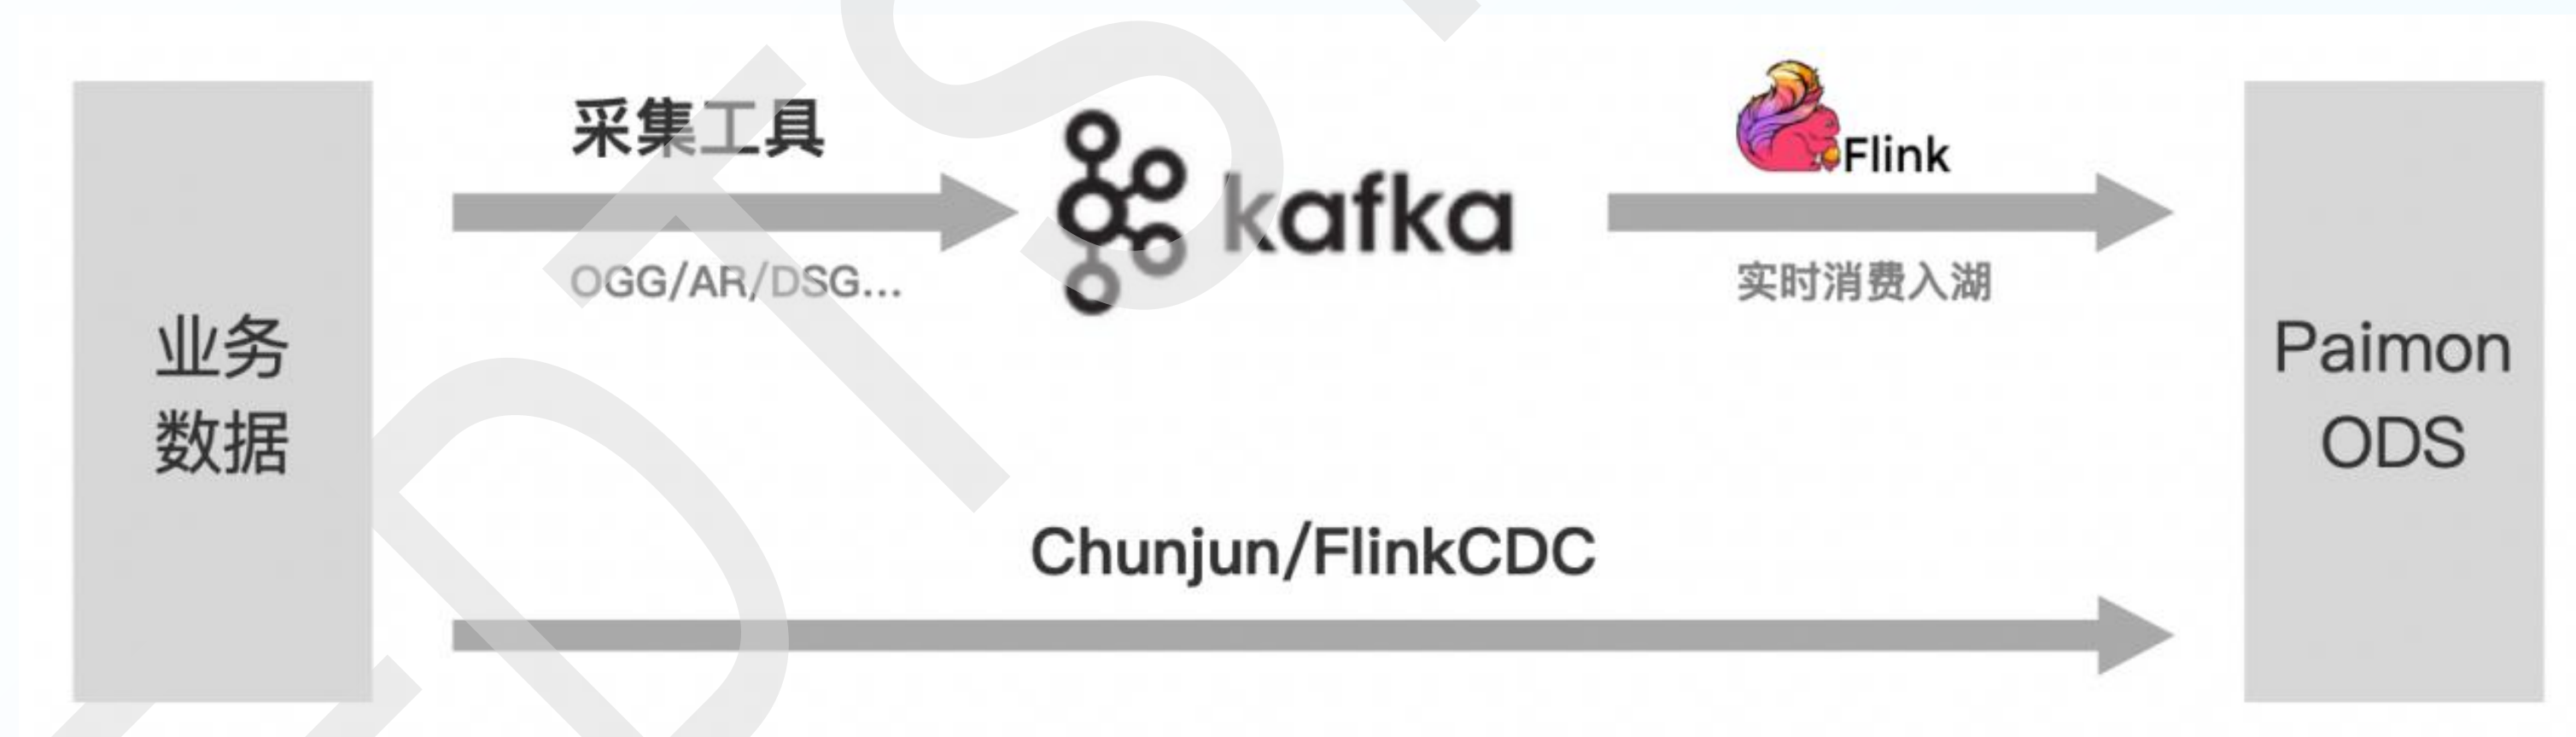 业务
数据
采集工具
OGG/AR/DSG...
kafka
Flink
实时消费入湖
Chunjun/FlinkCDC
Paimon
ODS